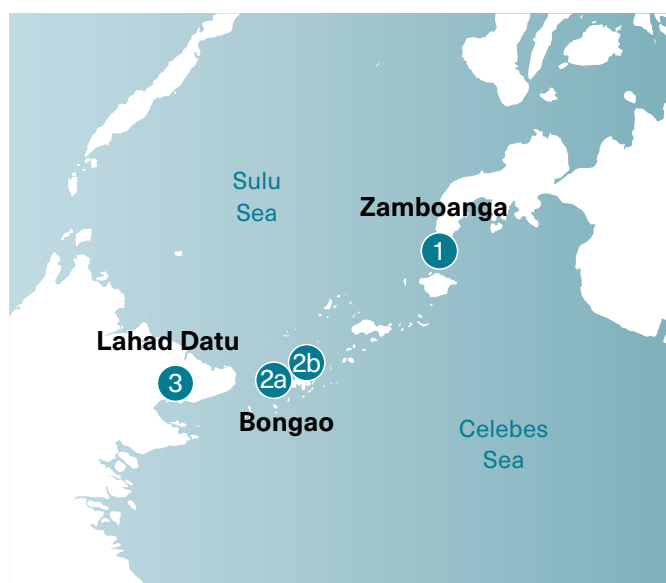 Sulu
Sea
Zamboanga
1
Lahad Datu
2b
2a
3
Bongao
Celebes
Sea